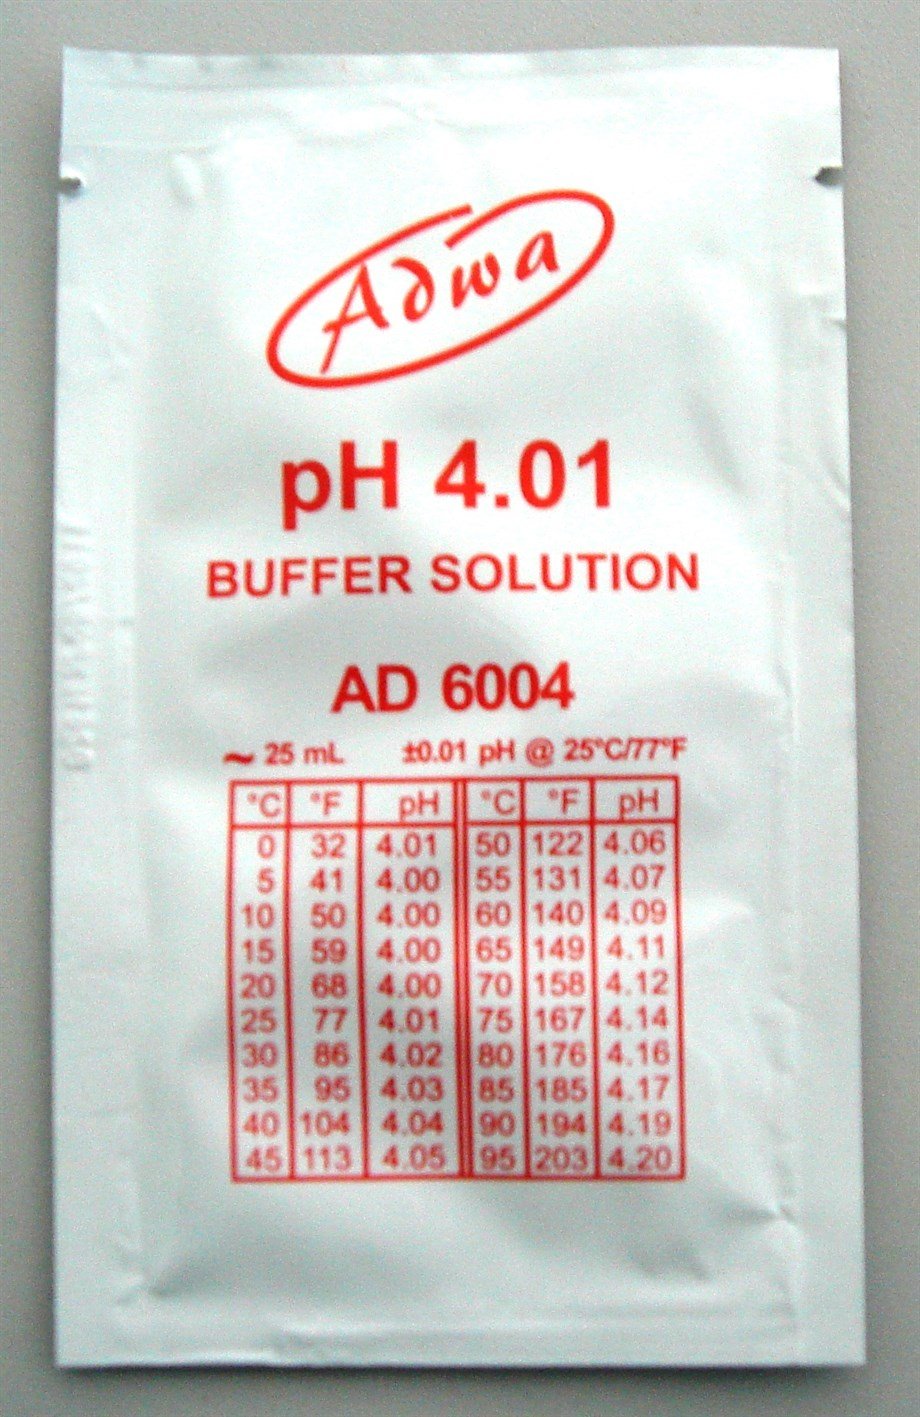 Adwa
pH 4.01
BUFFER SOLUTION
AD 6004
~ 25 mL ±0.01 pH @ 25°C/77°F
°C °F pH °C °F pH
0 32 4.01 50 122 4.06
5 41 4.00 55 131 4.07
10 50 4.00 60 140 4.09
15 59 4.00 65 149 4.11
20 68 4.00 70 158 4.12
25 77 4.01 75 167 4.14
30 86 4.02 80 176 4.16
35 95 4.03 85 185 4.17
40 104 4.04 90 194 4.19
45 113 4.05 95 203 4.20